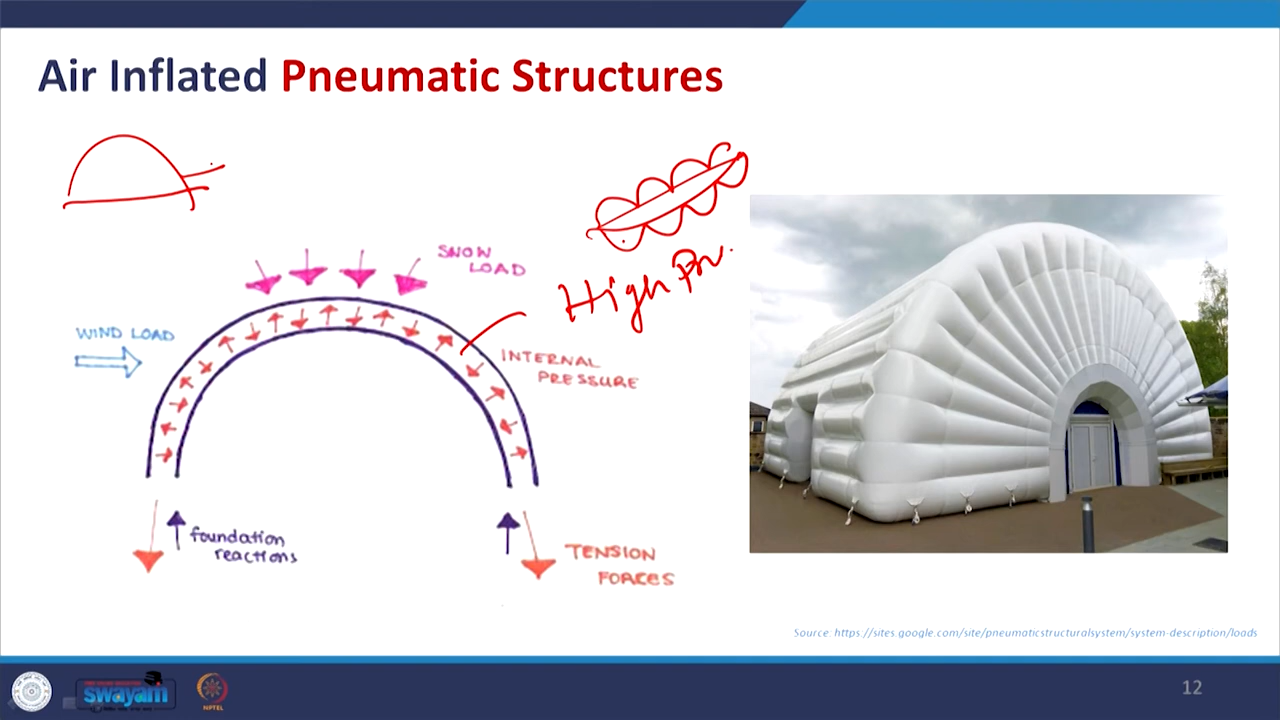 Air Inflated Pneumatic Structures
SNOW
LOAD
WIND LOAD
High Pr.
INTERNAL
PRESSURE
foundation
reactions
TENSION
FORCES
Source: https://sites.google.com/site/pneumaticstructuralsystem/system-description/loads
swayam
NPTEL
12